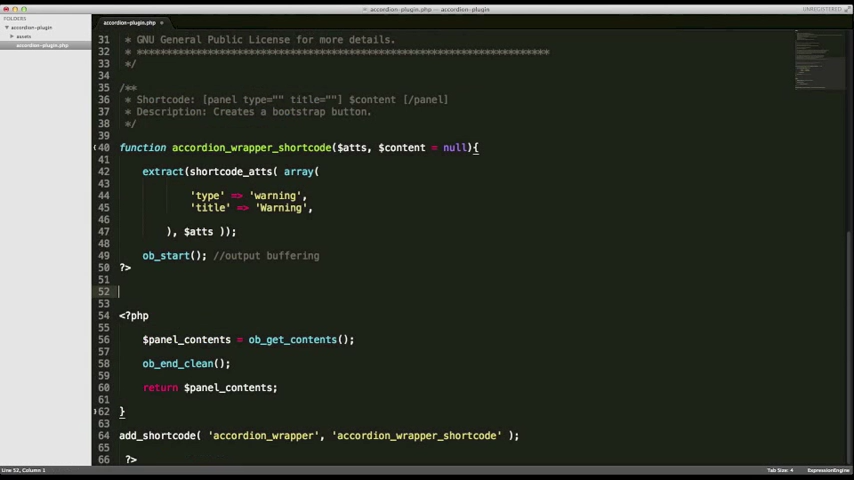 accordion-plugin.php — accordion-plugin
UNREGISTERED
FOLDERS
accordion-plugin
assets
accordion-plugin.php
accordion-plugin.php
31 * GNU General Public License for more details.
32 * **********************************************************************
33 */
34
35 /**
36 * Shortcode: [panel type="" title=""] $content [/panel]
37 * Description: Creates a bootstrap button.
38 */
39
40 function accordion_wrapper_shortcode($atts, $content = null){
41
42 extract(shortcode_atts( array(
43
44 'type' => 'warning',
45 'title' => 'Warning',
46
47 ), $atts ));
48
49 ob_start(); //output buffering
50 ?>
51
52
53
54 <?php
55
56 $panel_contents = ob_get_contents();
57
58 ob_end_clean();
59
60 return $panel_contents;
61
62 }
63
64 add_shortcode( 'accordion_wrapper', 'accordion_wrapper_shortcode' );
65
66 ?>
Line 52, Column 1
Tab Size: 4
ExpressionEngine